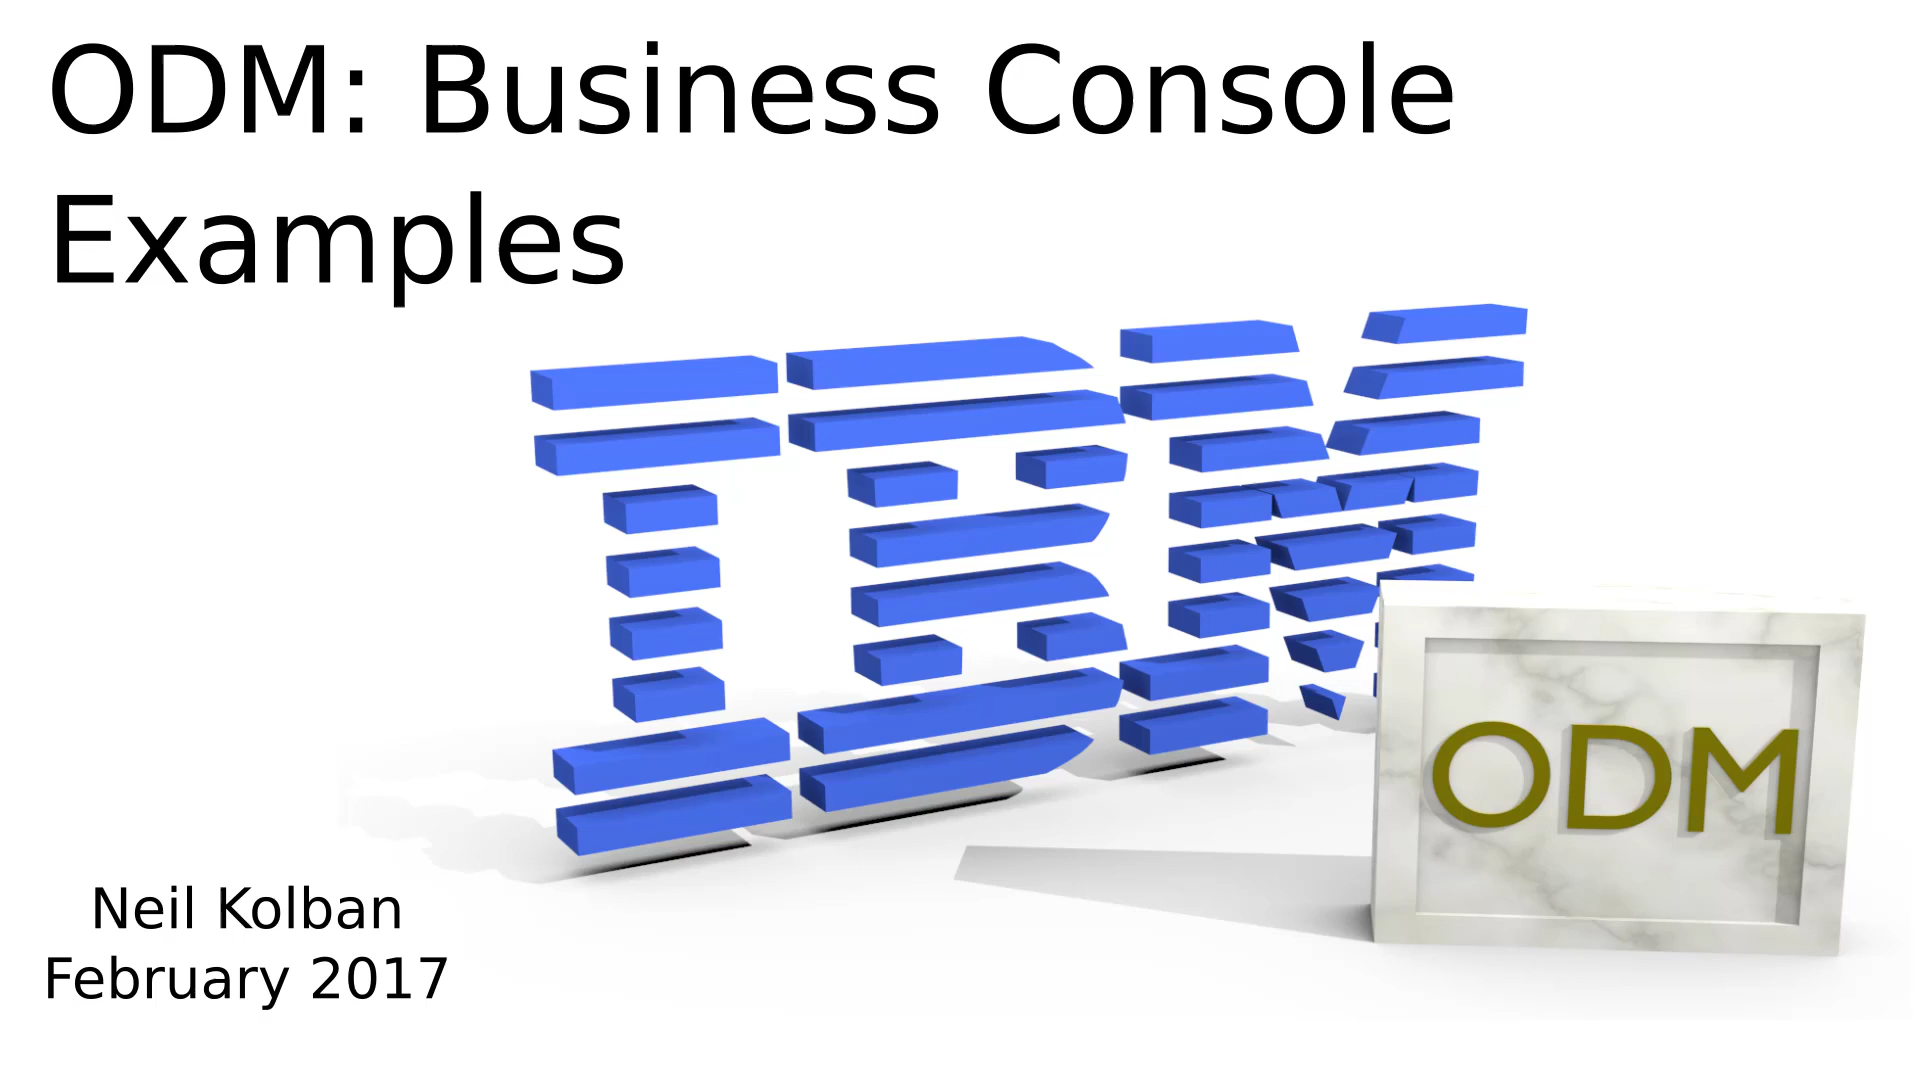 ODM: Business Console
Examples
IBM
ODM
Neil Kolban
February 2017